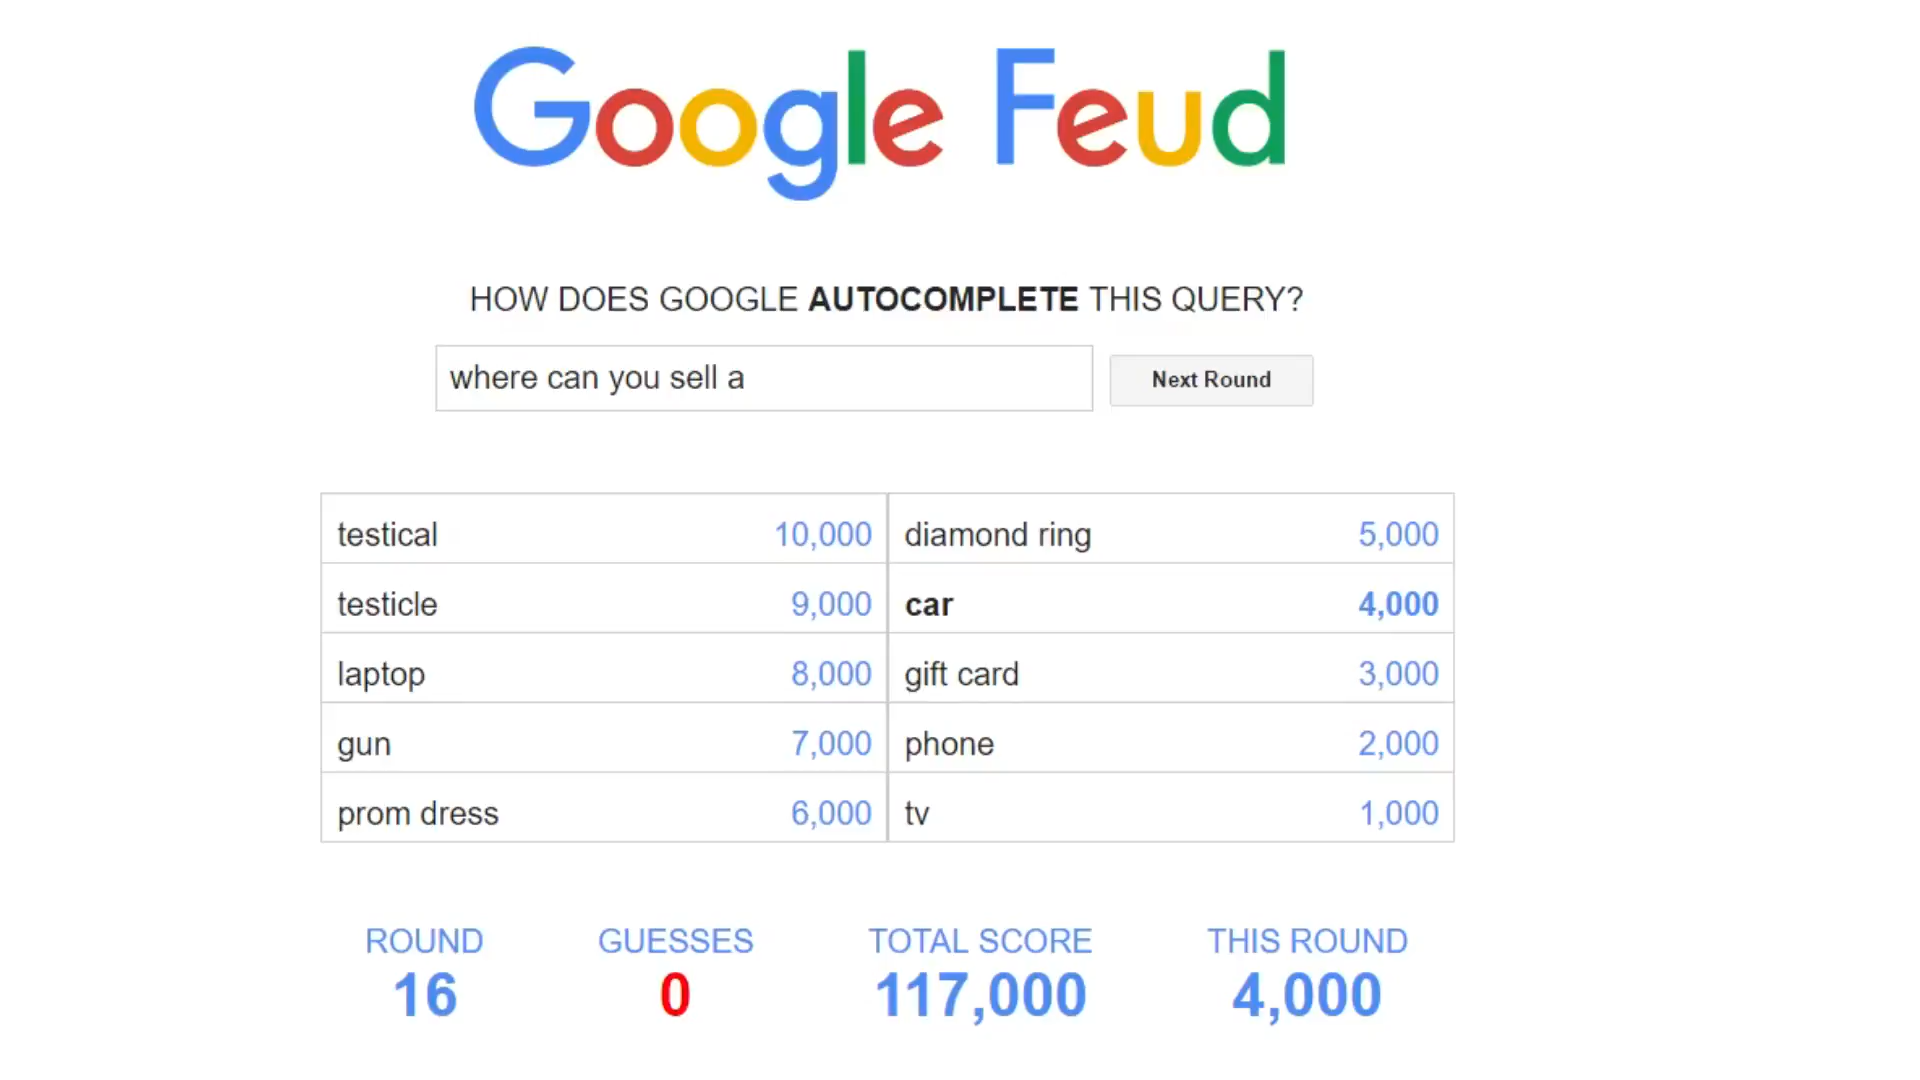 Google Feud
HOW DOES GOOGLE AUTOCOMPLETE THIS QUERY?
where can you sell a
Next Round
testical 10,000
testicle 9,000
laptop 8,000
gun 7,000
prom dress 6,000
diamond ring 5,000
car 4,000
gift card 3,000
phone 2,000
tv 1,000
ROUND
16
GUESSES
0
TOTAL SCORE
117,000
THIS ROUND
4,000